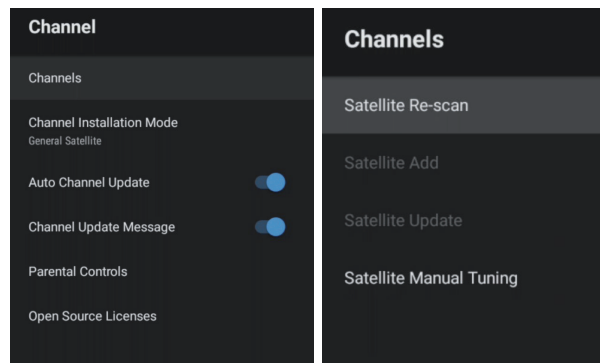 Channel
Channels
Channel Installation Mode
General Satellite
Auto Channel Update
Channel Update Message
Parental Controls
Open Source Licenses
Channels
Satellite Re-scan
Satellite Add
Satellite Update
Satellite Manual Tuning